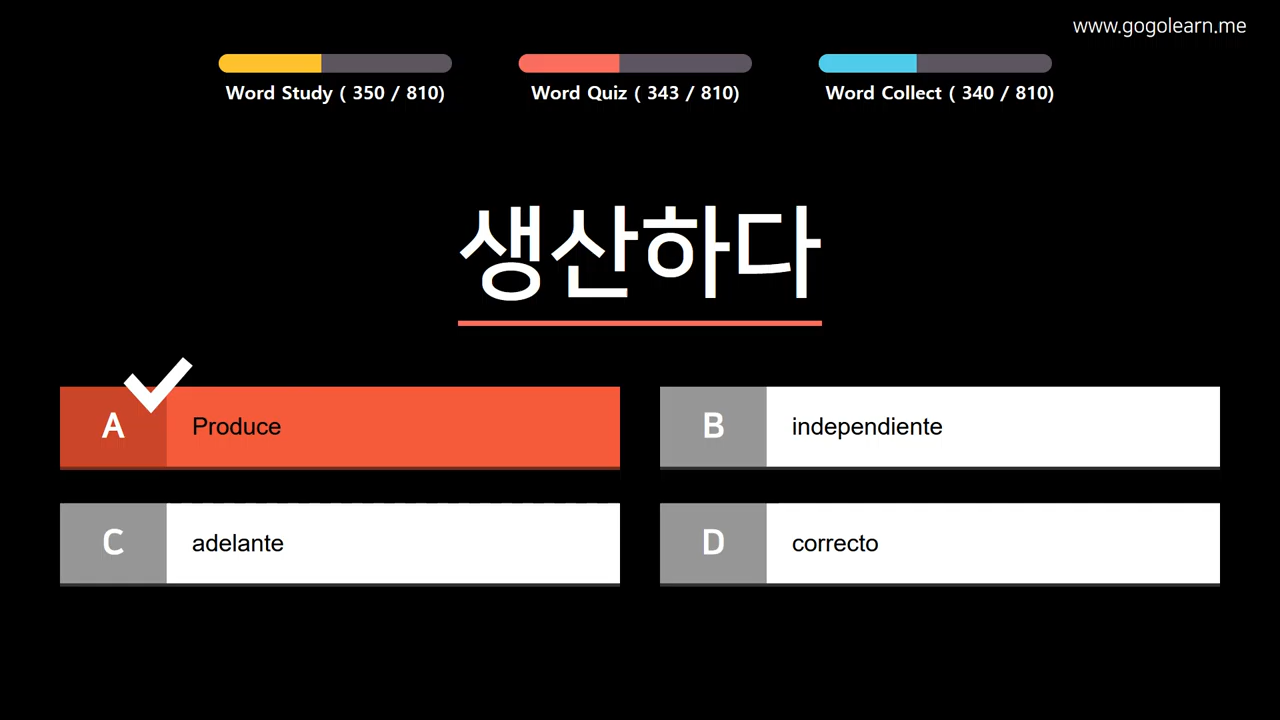 www.gogolearn.me
Word Study ( 350 / 810)
Word Quiz ( 343 / 810)
Word Collect ( 340 / 810)
생산하다
A Produce
B independiente
C adelante
D correcto